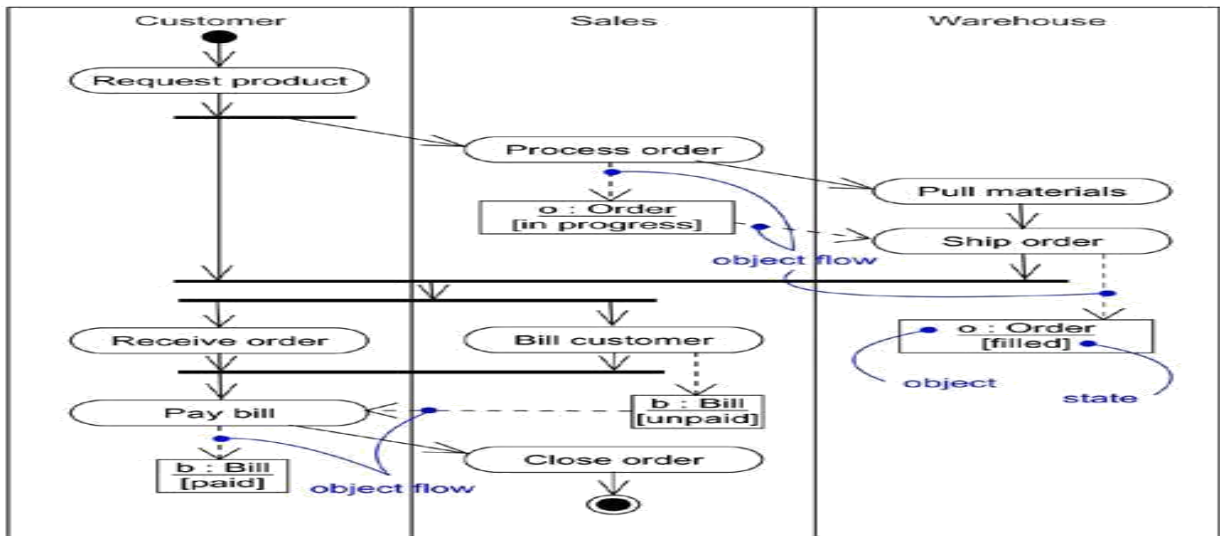 Customer
Sales
Warehouse
Request product
Process order
Pull materials
o : Order
[in progress]
Ship order
object flow
Receive order
Bill customer
o : Order
[filled]
object
state
Pay bill
b : Bill
[unpaid]
Close order
b : Bill
[paid]
object flow